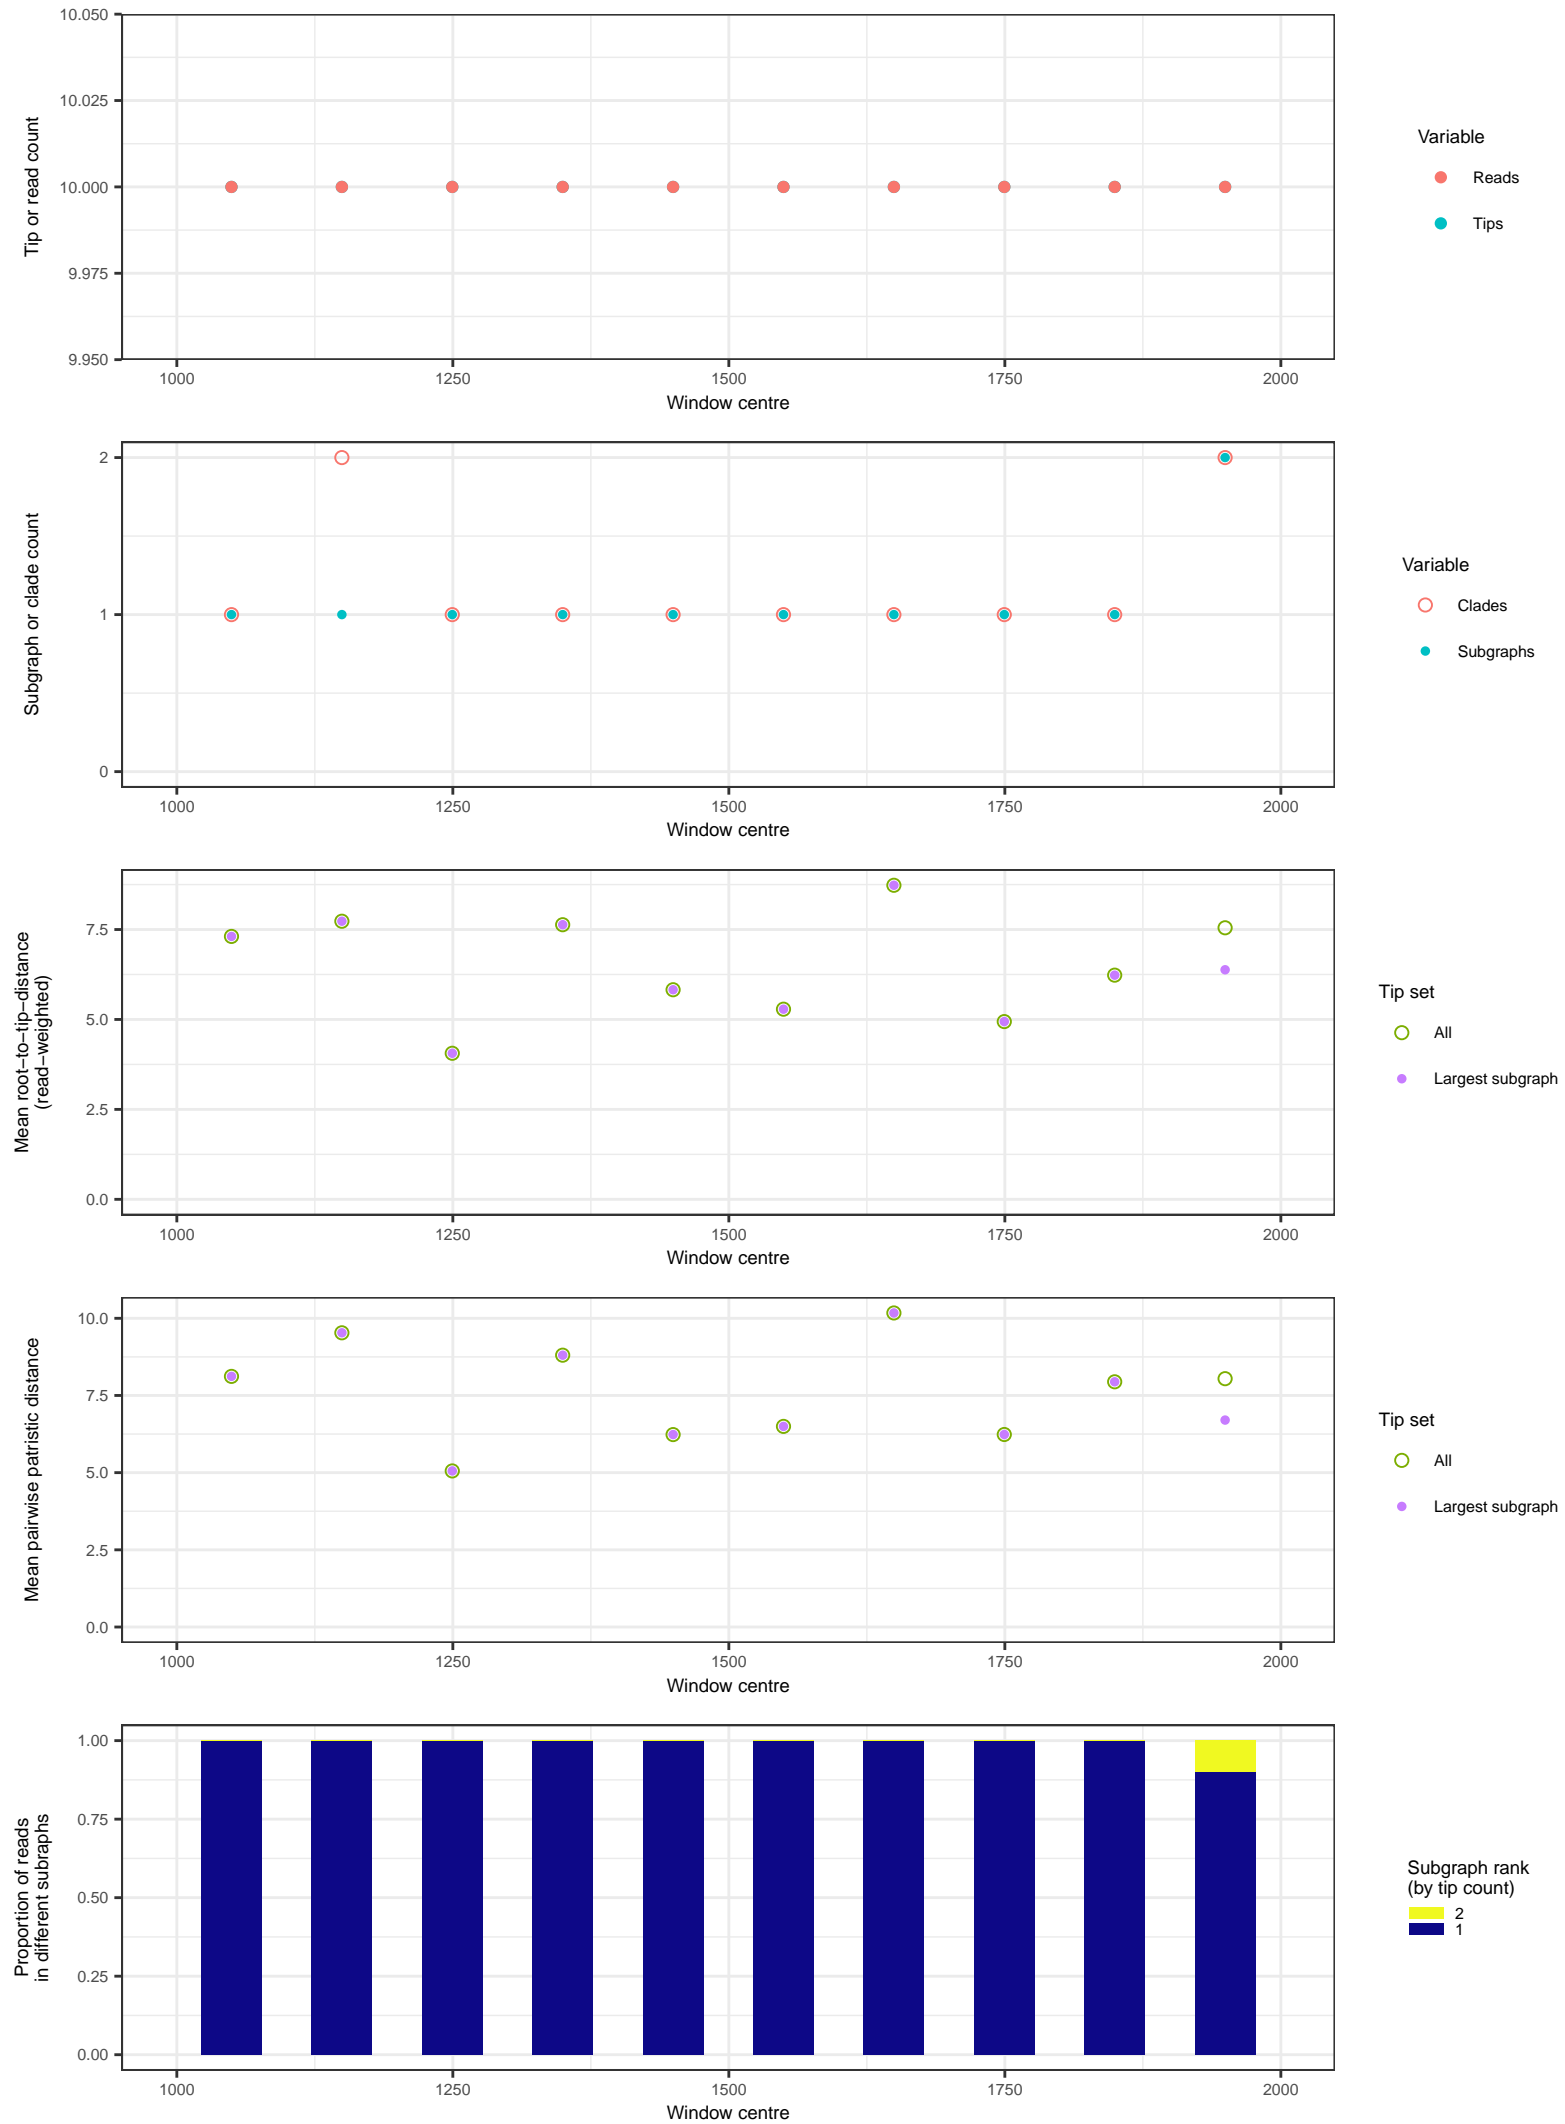 10.050
10.025
10.000
9.975
9.950
Tip or read count
1000 1250 1500 1750 2000
Window centre
Variable
Reads
Tips
2
1
0
Subgraph or clade count
1000 1250 1500 1750 2000
Window centre
Variable
Clades
Subgraphs
7.5
5.0
2.5
0.0
Mean root−to−tip−distance
(read−weighted)
1000 1250 1500 1750 2000
Window centre
Tip set
All
Largest subgraph
10.0
7.5
5.0
2.5
0.0
Mean pairwise patristic distance
1000 1250 1500 1750 2000
Window centre
Tip set
All
Largest subgraph
1.00
0.75
0.50
0.25
0.00
Proportion of reads
in different subraphs
1000 1250 1500 1750 2000
Window centre
Subgraph rank
(by tip count)
2
1